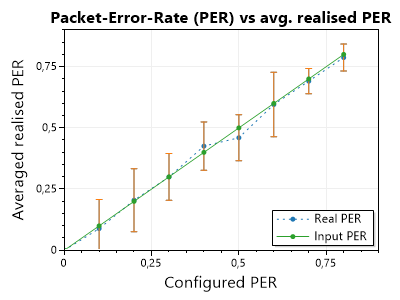 Packet-Error-Rate (PER) vs avg. realised PER
Averaged realised PER
0,75
0,5
0,25
0
0
0,25
0,5
0,75
Configured PER
Real PER
Input PER